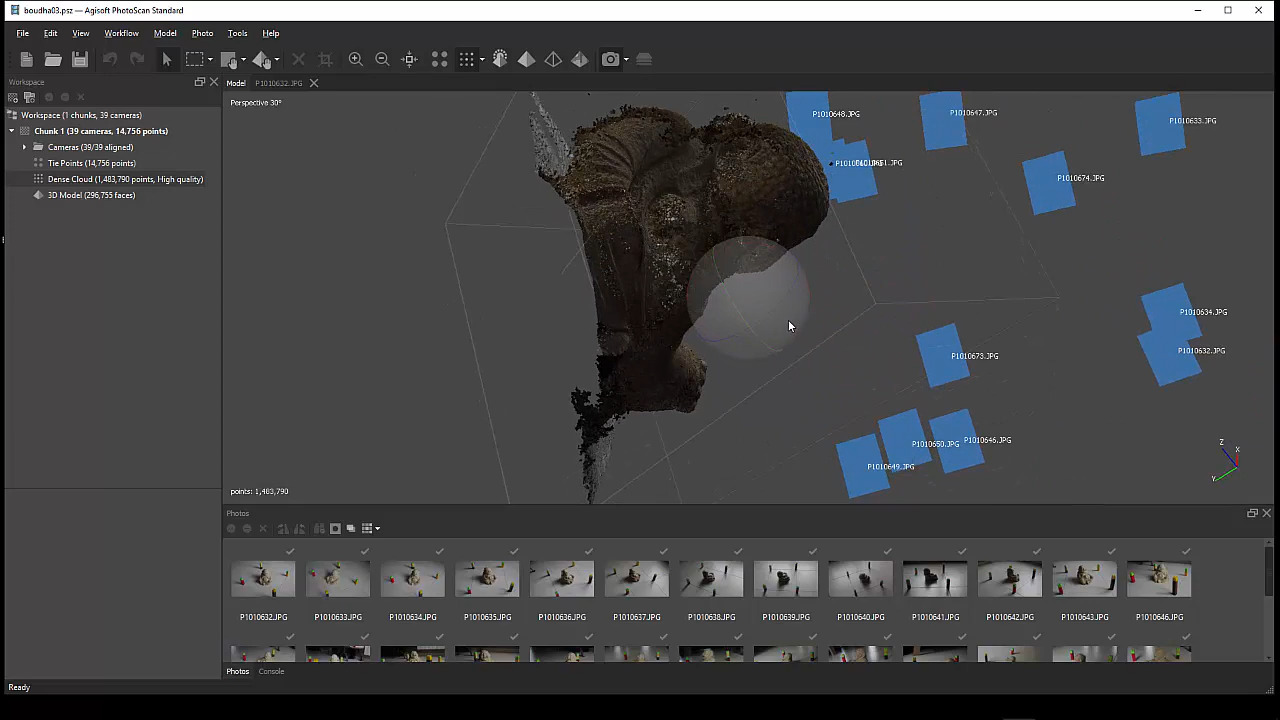 boudha03.psz — Agisoft PhotoScan Standard
File Edit View Workflow Model Photo Tools Help
Workspace
Model P1010632.JPG
Perspective 30°
Workspace (1 chunks, 39 cameras)
Chunk 1 (39 cameras, 14,756 points)
Cameras (39/39 aligned)
Tie Points (14,756 points)
Dense Cloud (1,483,790 points, High quality)
3D Model (296,755 faces)
P1010648.JPG
P1010647.JPG
P1010633.JPG
P1010674.JPG
P1010634.JPG
P1010632.JPG
P1010673.JPG
P1010650.JPG
P1010646.JPG
P1010649.JPG
Z X
Y
points: 1,483,790
Photos
P1010632.JPG P1010633.JPG P1010634.JPG P1010635.JPG P1010636.JPG P1010637.JPG P1010638.JPG P1010639.JPG P1010640.JPG P1010641.JPG P1010642.JPG P1010643.JPG P1010646.JPG
Photos Console
Ready